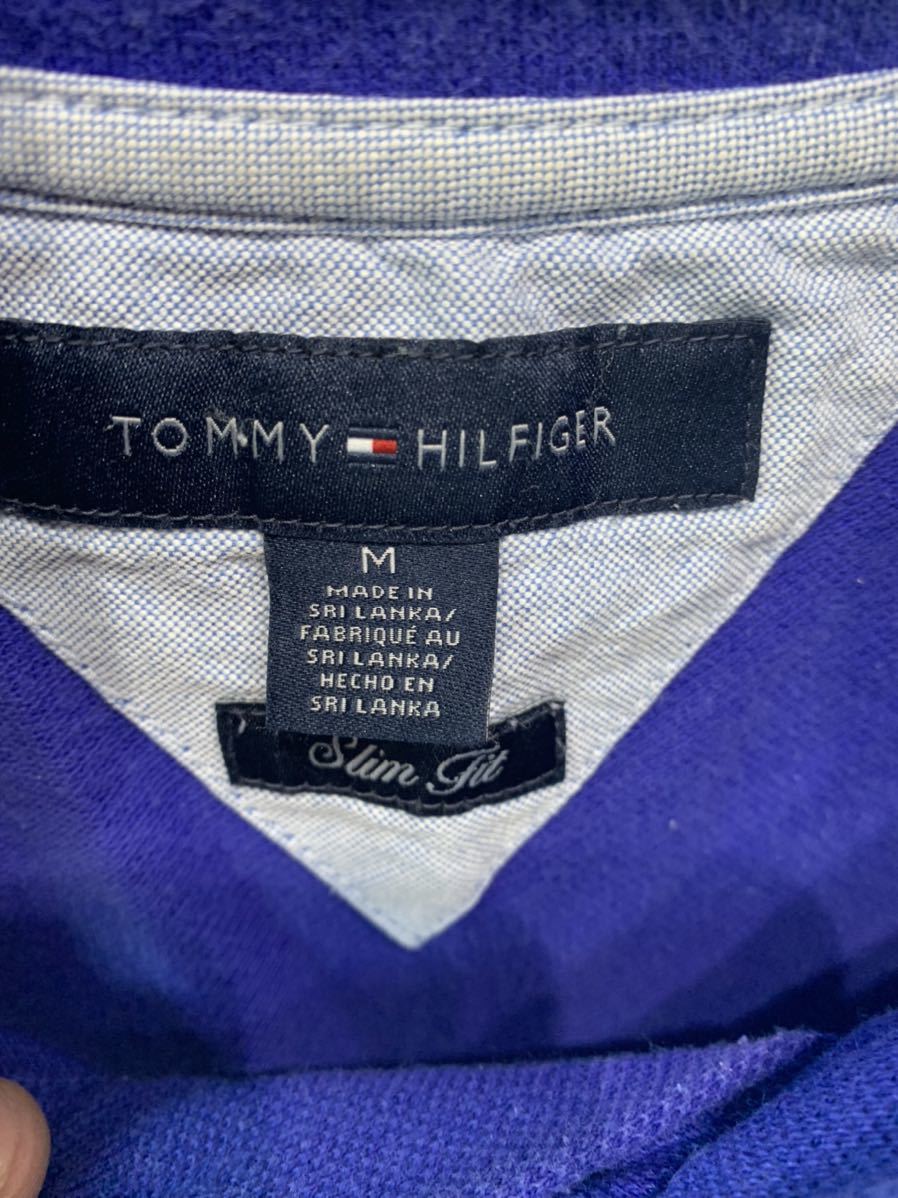 TOMMY HILFIGER
M
MADE IN
SRI LANKA/
FABRIQUÉ AU
SRI LANKA/
HECHO EN
SRI LANKA
Slim Fit